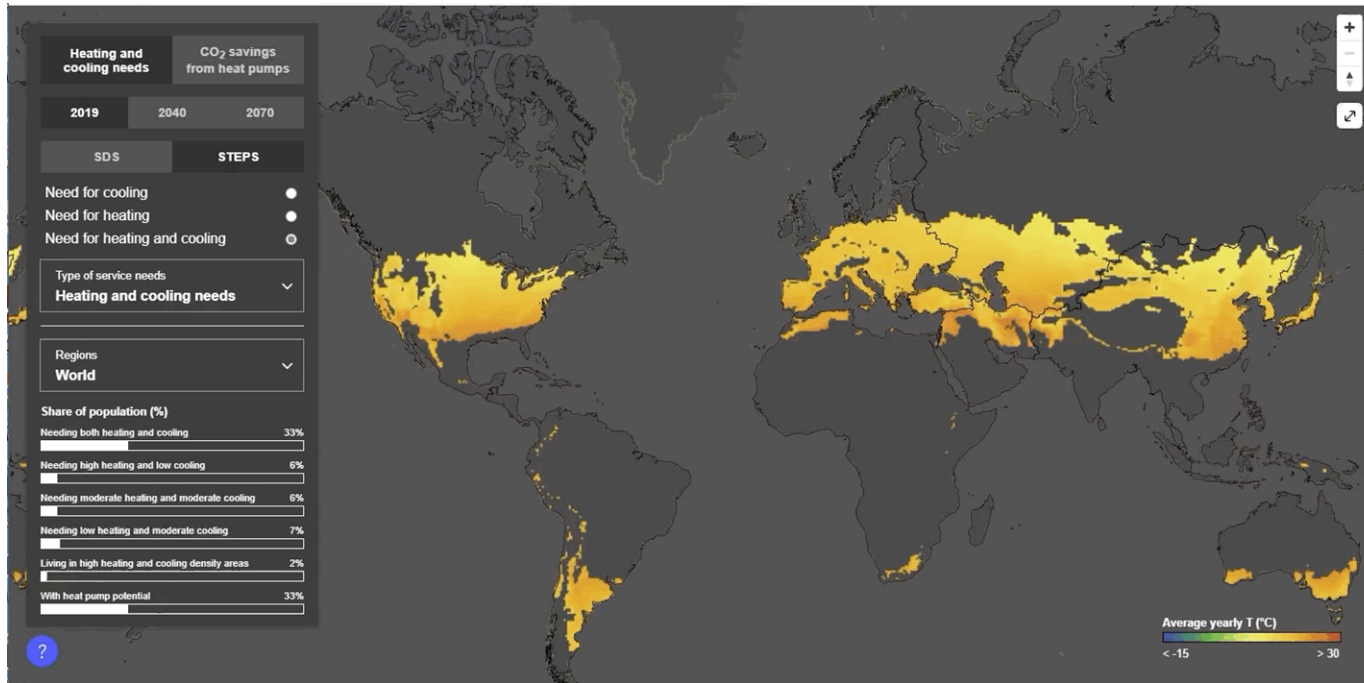 Heating and
cooling needs
CO₂ savings
from heat pumps
2019 2040 2070
SDS STEPS
Need for cooling
Need for heating
Need for heating and cooling
Type of service needs
Heating and cooling needs
Regions
World
Share of population (%)
Needing both heating and cooling 33%
Needing high heating and low cooling 6%
Needing moderate heating and moderate cooling 6%
Needing low heating and moderate cooling 7%
Living in high heating and cooling density areas 2%
With heat pump potential 33%
?
+
−
Average yearly T (°C)
< -15 > 30